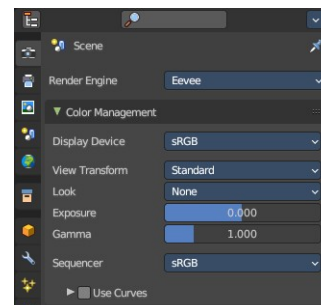 Scene
Render Engine Eevee
Color Management
Display Device sRGB
View Transform Standard
Look None
Exposure 0.000
Gamma 1.000
Sequencer sRGB
Use Curves